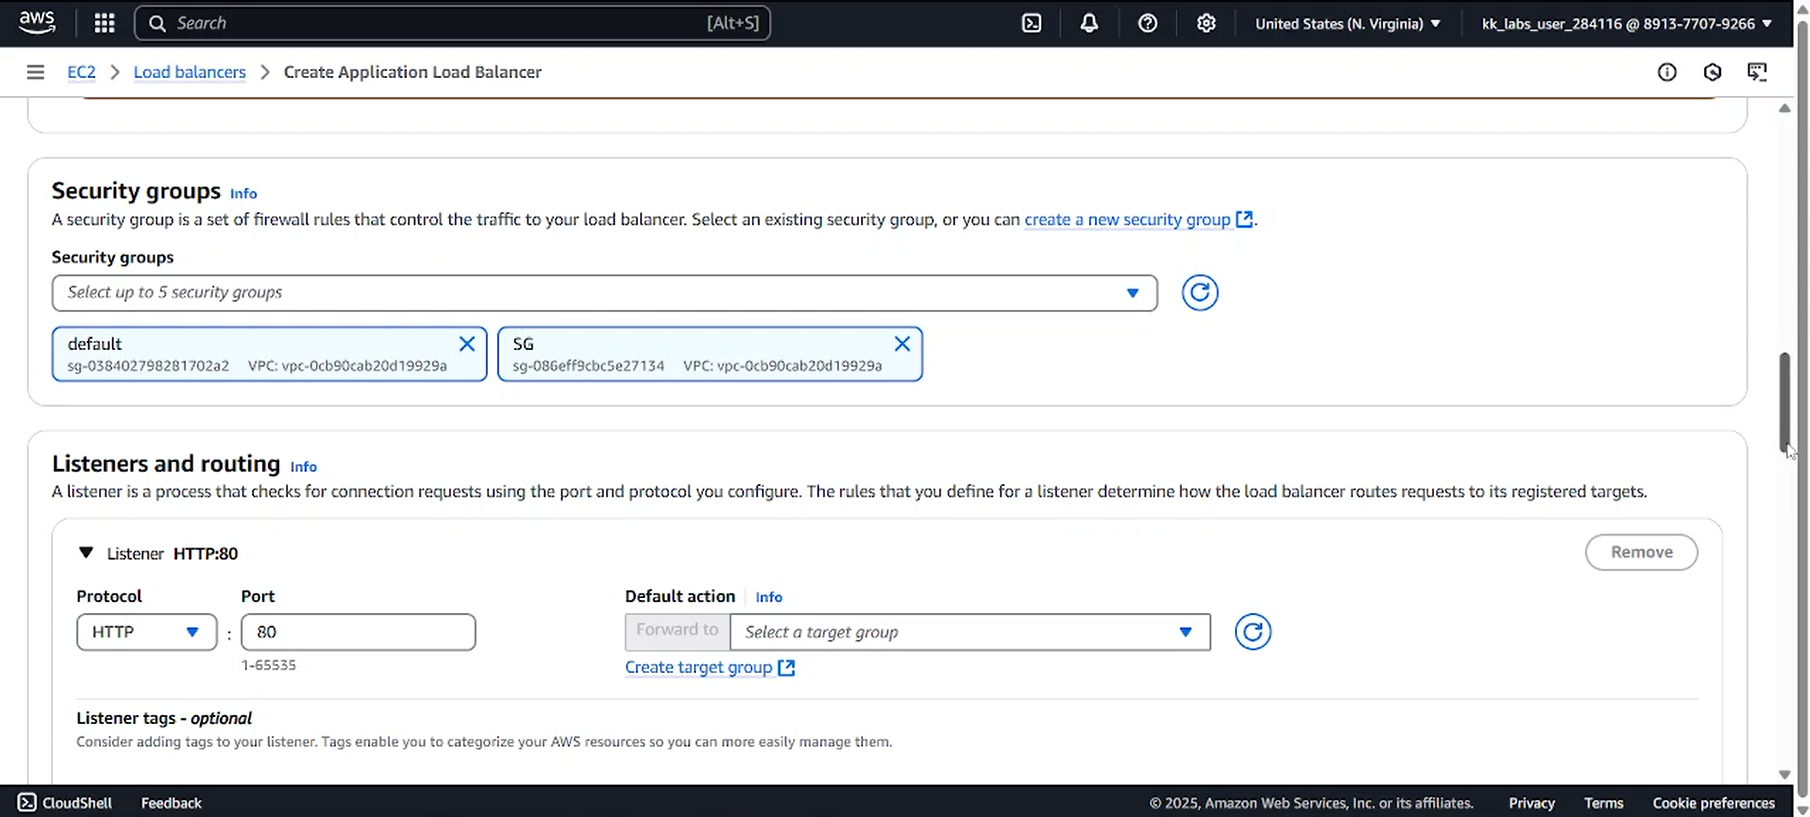 aws
Search [Alt+S]
United States (N. Virginia)
kk_labs_user_284116 @ 8913-7707-9266
EC2 > Load balancers > Create Application Load Balancer
Security groups Info
A security group is a set of firewall rules that control the traffic to your load balancer. Select an existing security group, or you can create a new security group.
Security groups
Select up to 5 security groups
default
sg-038402798281702a2 VPC: vpc-0cb90cab20d19929a
SG
sg-086eff9cbc5e27134 VPC: vpc-0cb90cab20d19929a
Listeners and routing Info
A listener is a process that checks for connection requests using the port and protocol you configure. The rules that you define for a listener determine how the load balancer routes requests to its registered targets.
Listener HTTP:80
Remove
Protocol
Port
Default action Info
HTTP : 80
Forward to Select a target group
1-65535
Create target group
Listener tags - optional
Consider adding tags to your listener. Tags enable you to categorize your AWS resources so you can more easily manage them.
CloudShell Feedback
© 2025, Amazon Web Services, Inc. or its affiliates. Privacy Terms Cookie preferences